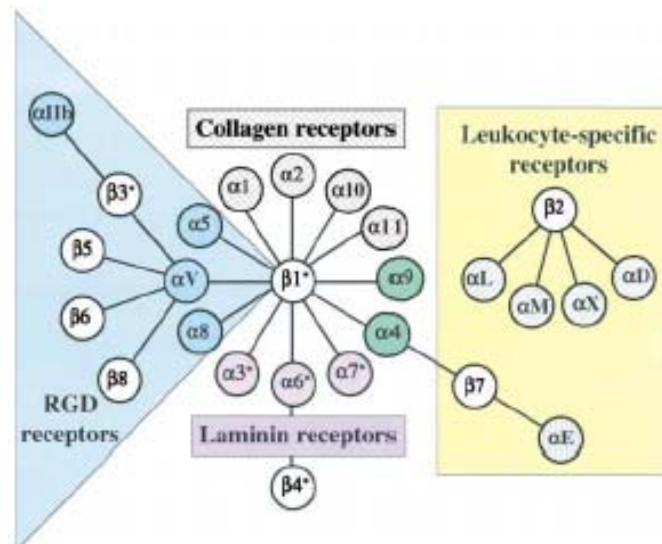 αIIb
Collagen receptors
Leukocyte-specific
receptors
β3*
α1
α2
α10
β2
α5
α11
β5
αV
β1*
α9
αL
αD
αM
αX
β6
α8
α4
β8
α3*
α6*
α7*
β7
RGD
receptors
Laminin receptors
αE
β4*